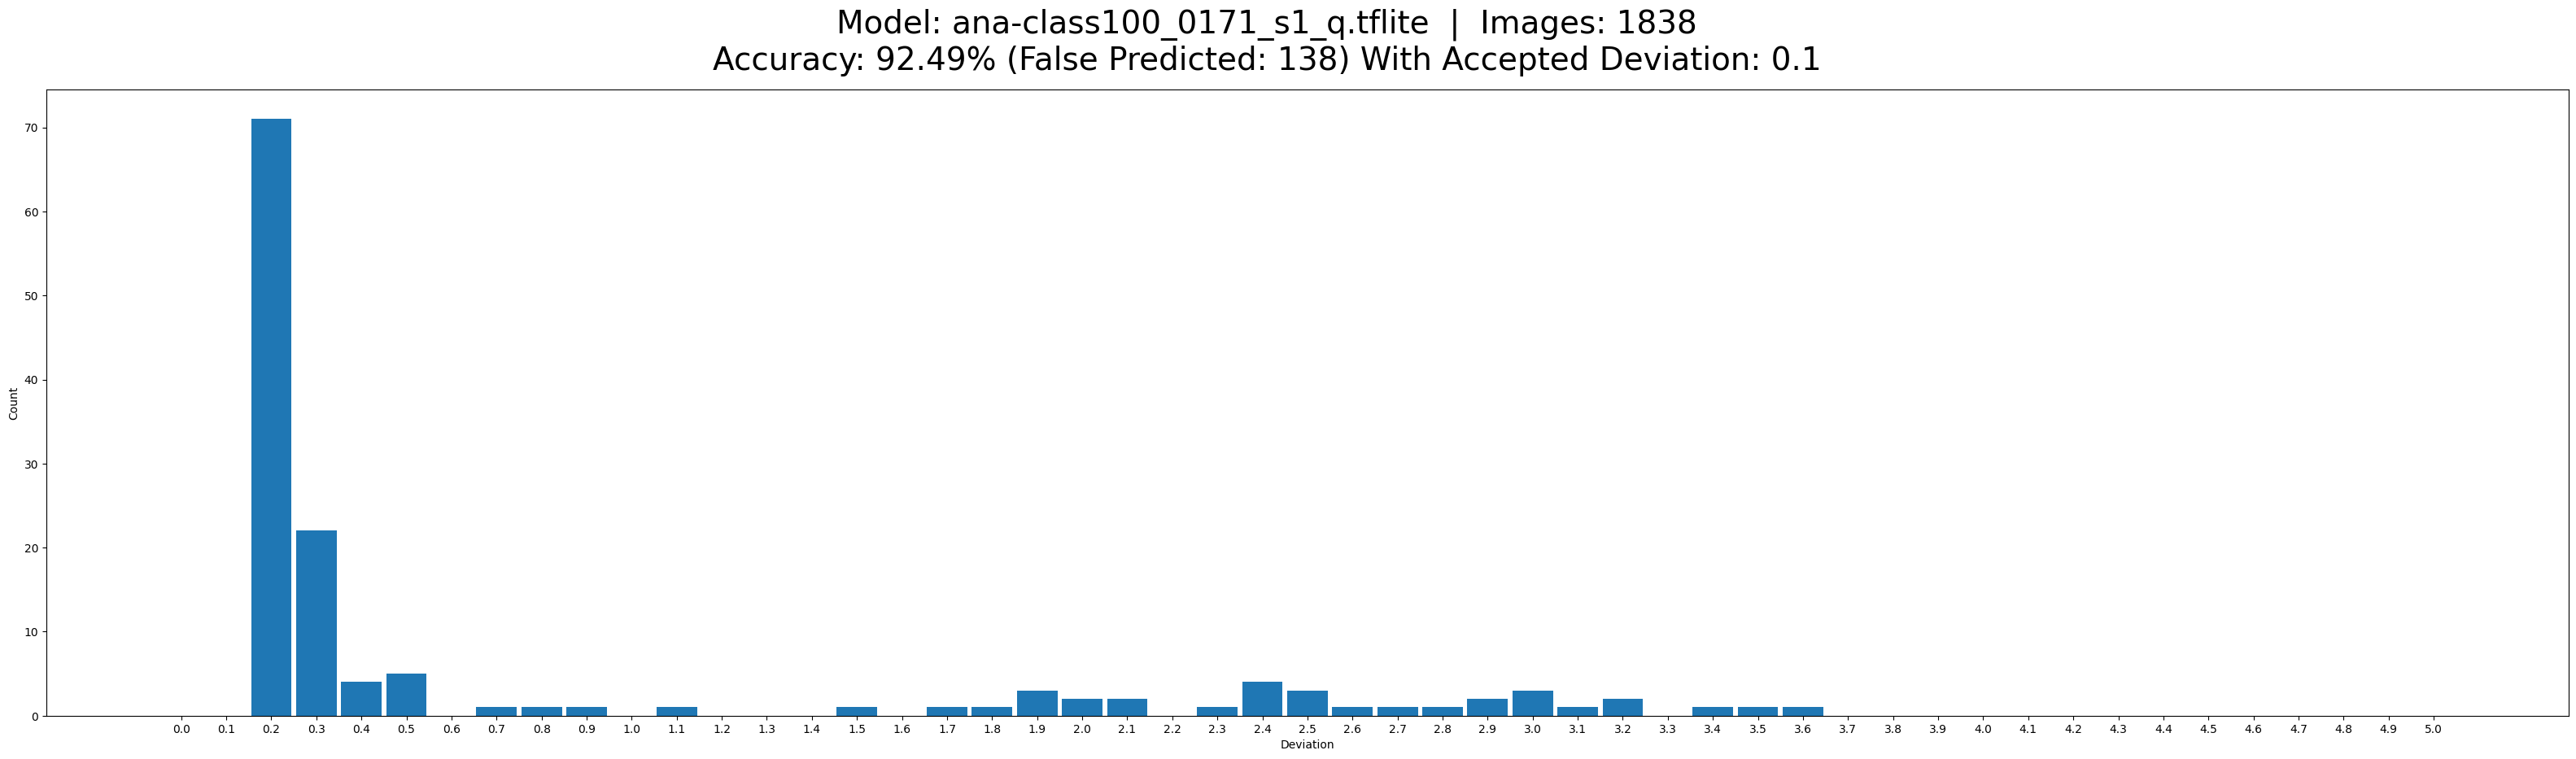 Model: ana-class100_0171_s1_q.tflite | Images: 1838
Accuracy: 92.49% (False Predicted: 138) With Accepted Deviation: 0.1
70
60
50
40
30
20
10
0
Count
0.0 0.1 0.2 0.3 0.4 0.5 0.6 0.7 0.8 0.9 1.0 1.1 1.2 1.3 1.4 1.5 1.6 1.7 1.8 1.9 2.0 2.1 2.2 2.3 2.4 2.5 2.6 2.7 2.8 2.9 3.0 3.1 3.2 3.3 3.4 3.5 3.6 3.7 3.8 3.9 4.0 4.1 4.2 4.3 4.4 4.5 4.6 4.7 4.8 4.9 5.0
Deviation